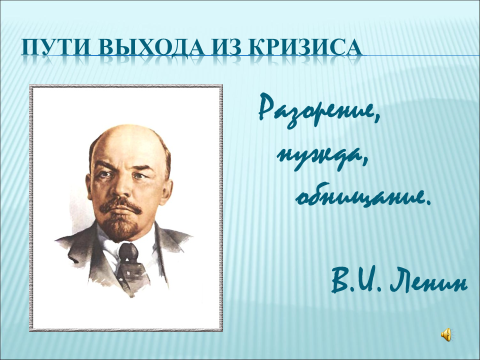 ПУТИ ВЫХОДА ИЗ КРИЗИСА
Разорение,
нужда,
обнищание.
В.И. Ленин